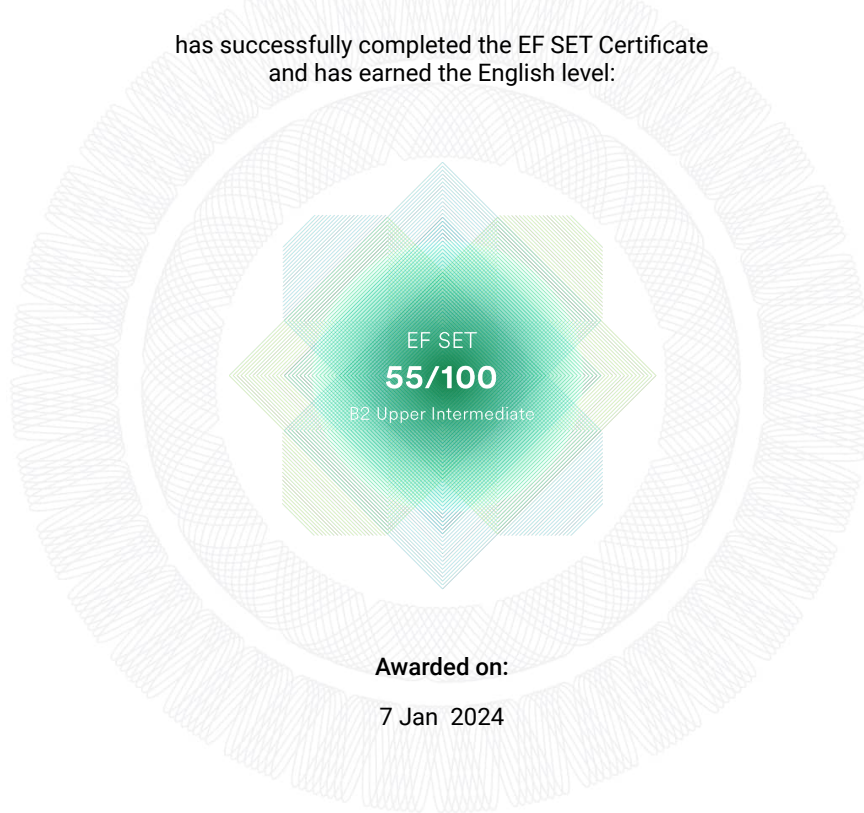 has successfully completed the EF SET Certificate
and has earned the English level:
EF SET
55/100
B2 Upper Intermediate
Awarded on:
7 Jan 2024